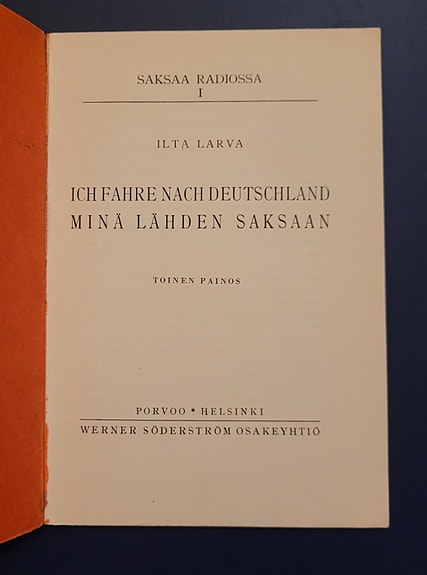 SAKSAA RADIOSSA
I
ILTA LARVA
ICH FAHRE NACH DEUTSCHLAND
MINÄ LÄHDEN SAKSAAN
TOINEN PAINOS
PORVOO * HELSINKI
WERNER SÖDERSTRÖM OSAKEYHTIÖ